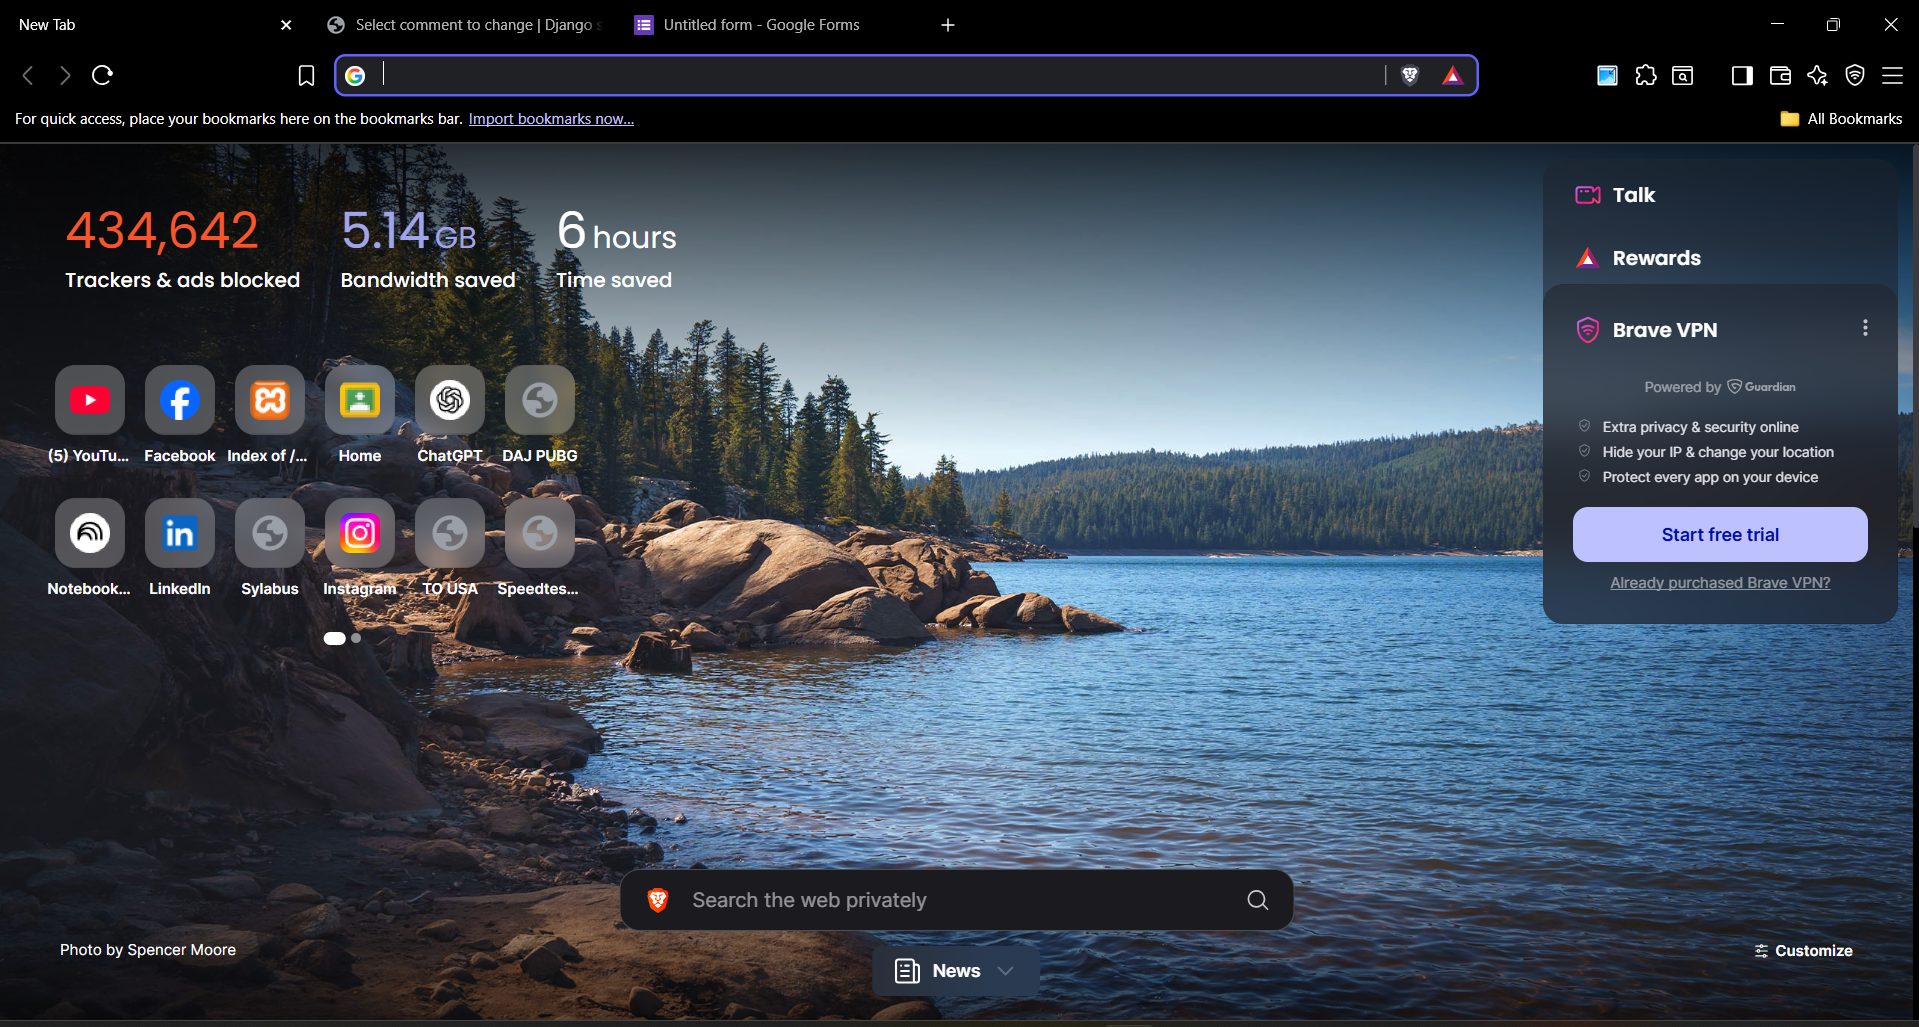 New Tab
Select comment to change | Django s
Untitled form - Google Forms
For quick access, place your bookmarks here on the bookmarks bar. Import bookmarks now...
All Bookmarks
434,642
Trackers & ads blocked
5.14 GB
Bandwidth saved
6 hours
Time saved
(5) YouTu...
Facebook
Index of /...
Home
ChatGPT
DAJ PUBG
Notebook...
LinkedIn
Sylabus
Instagram
TO USA
Speedtes...
Talk
Rewards
Brave VPN
Powered by Guardian
Extra privacy & security online
Hide your IP & change your location
Protect every app on your device
Start free trial
Already purchased Brave VPN?
Search the web privately
Photo by Spencer Moore
News
Customize